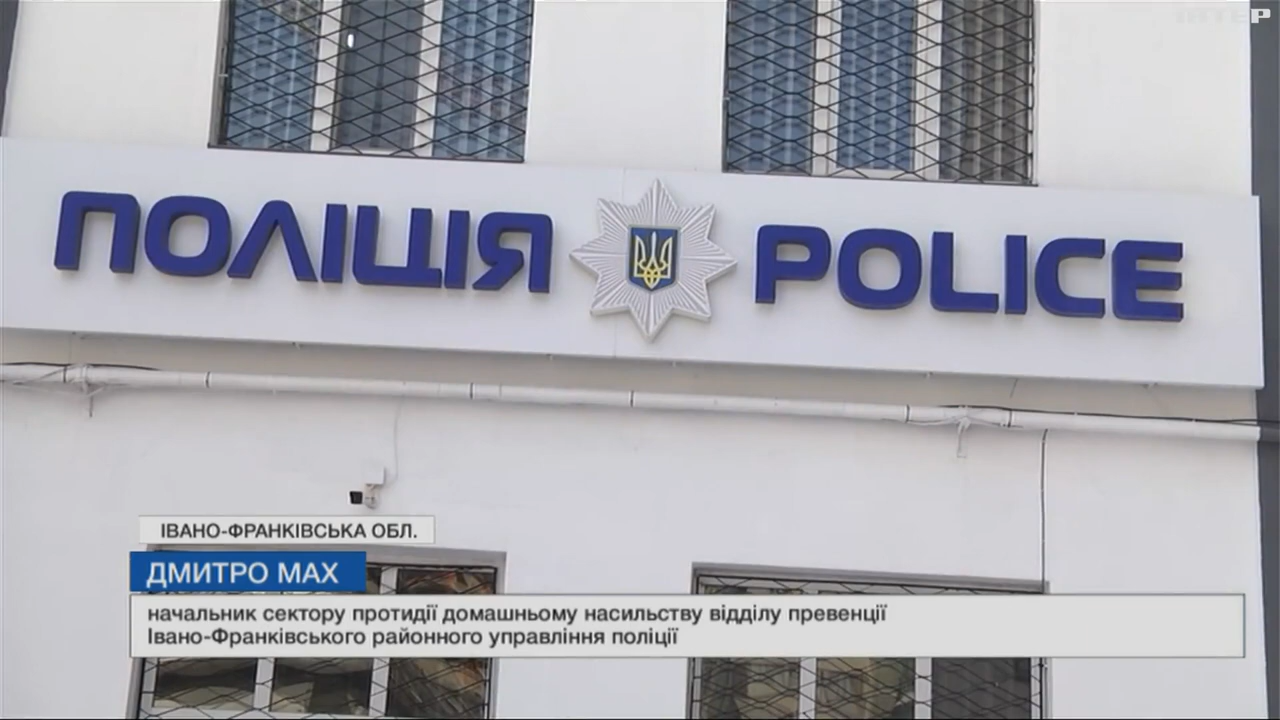 ІНТЕР
ПОЛІЦІЯ POLICE
ІВАНО-ФРАНКІВСЬКА ОБЛ.
ДМИТРО МАХ
начальник сектору протидії домашньому насильству відділу превенції
Івано-Франківського районного управління поліції